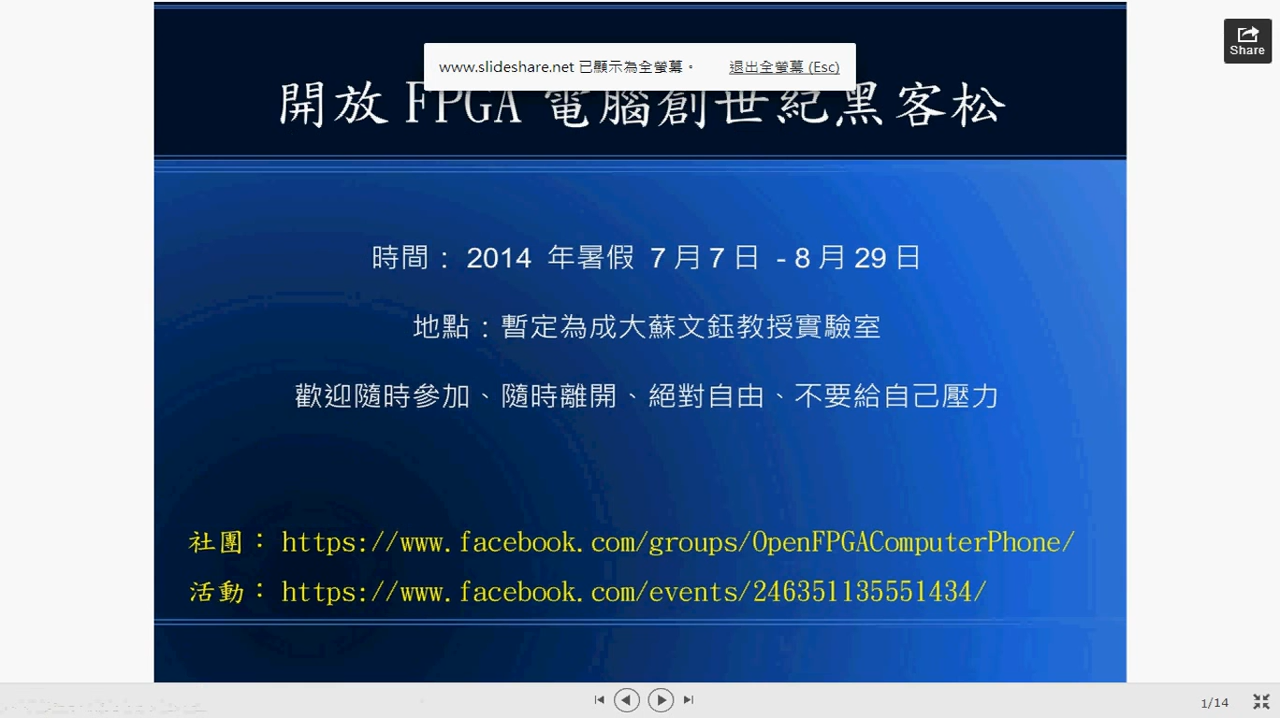 www.slideshare.net 已顯示為全螢幕。 退出全螢幕 (Esc)
Share
開放 FPGA 電腦創世紀黑客松
時間： 2014 年暑假 7 月 7 日 - 8 月 29 日
地點：暫定為成大蘇文鈺教授實驗室
歡迎隨時參加、隨時離開、絕對自由、不要給自己壓力
社團： https://www.facebook.com/groups/OpenFPGAComputerPhone/
活動： https://www.facebook.com/events/246351135551434/
1/14